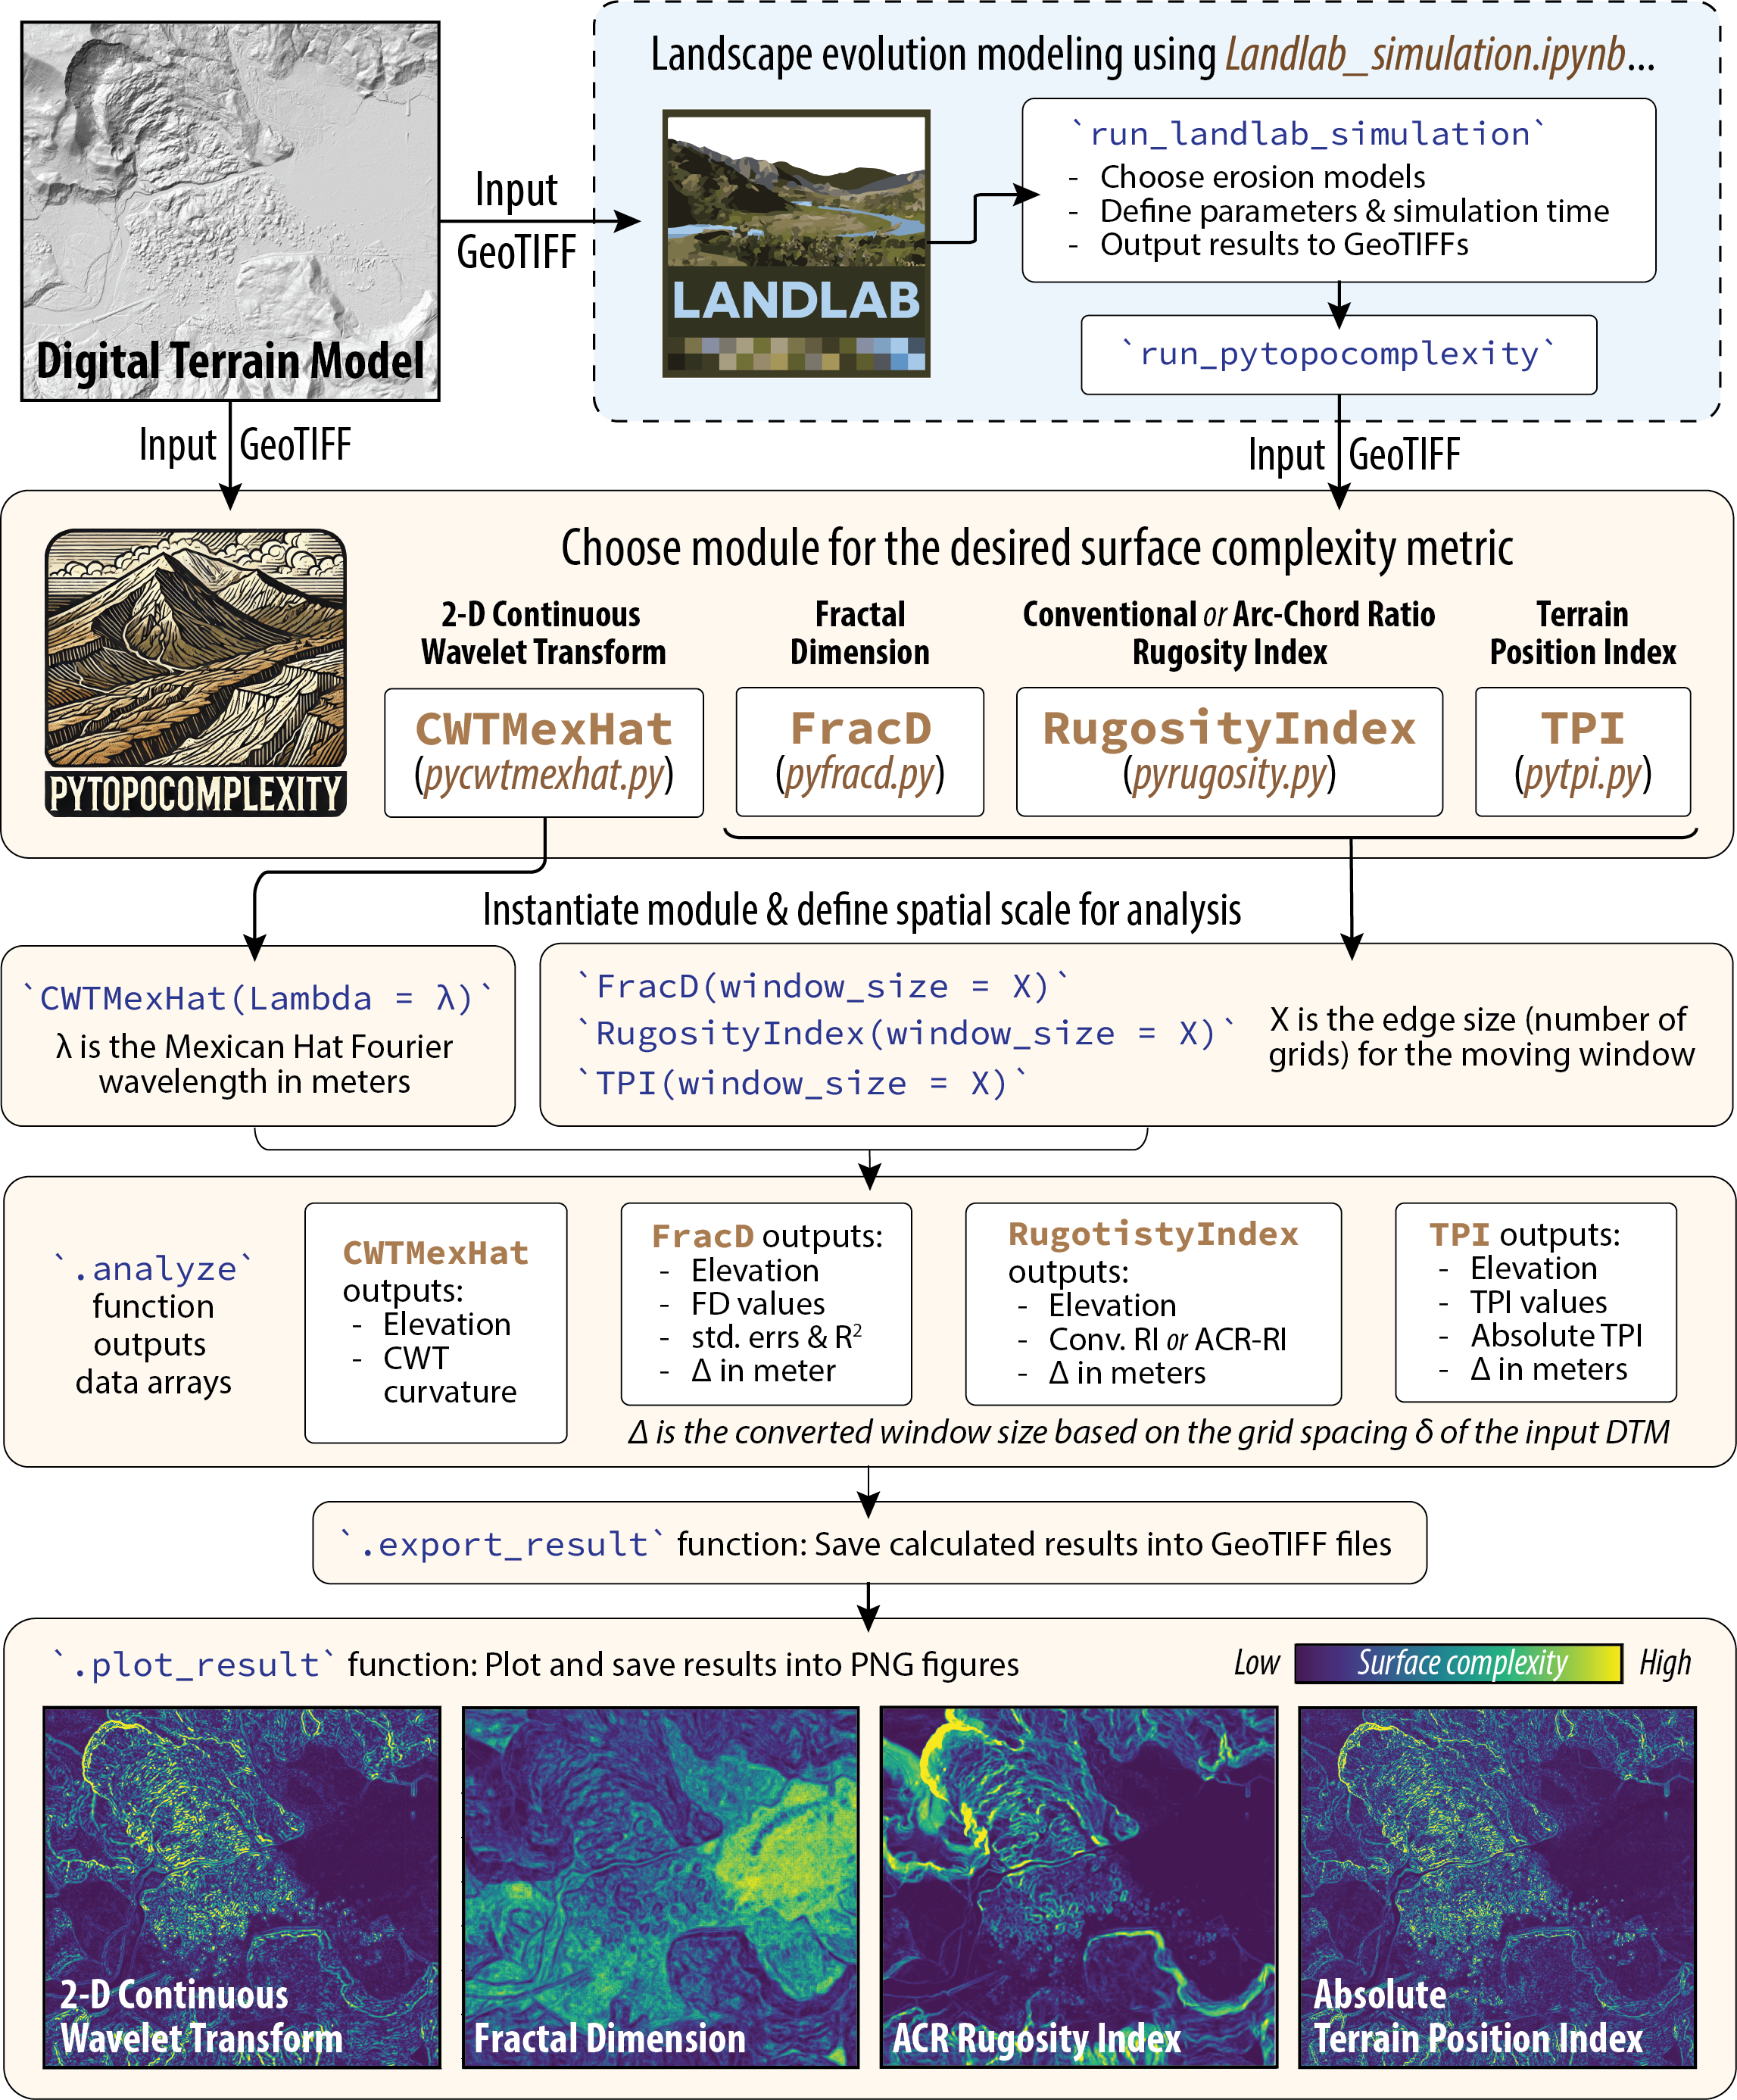 Digital Terrain Model
Input
GeoTIFF
Landscape evolution modeling using Landlab_simulation.ipynb...
LANDLAB
`run_landlab_simulation`
- Choose erosion models
- Define parameters & simulation time
- Output results to GeoTIFFs
`run_pytopocomplexity`
Input GeoTIFF
Input GeoTIFF
PYTOPOCOMPLEXITY
Choose module for the desired surface complexity metric
2-D Continuous
Wavelet Transform
CWTMexHat
(pycwtmexhat.py)
Fractal
Dimension
FracD
(pyfracd.py)
Conventional or Arc-Chord Ratio
Rugosity Index
RugosityIndex
(pyrugosity.py)
Terrain
Position Index
TPI
(pytpi.py)
Instantiate module & define spatial scale for analysis
`CWTMexHat(Lambda = λ)`
λ is the Mexican Hat Fourier
wavelength in meters
`FracD(window_size = X)`
`RugosityIndex(window_size = X)`
`TPI(window_size = X)`
X is the edge size (number of
grids) for the moving window
`.analyze`
function
outputs
data arrays
CWTMexHat
outputs:
- Elevation
- CWT
curvature
FracD outputs:
- Elevation
- FD values
- std. errs & R²
- Δ in meter
RugotistyIndex
outputs:
- Elevation
- Conv. RI or ACR-RI
- Δ in meters
TPI outputs:
- Elevation
- TPI values
- Absolute TPI
- Δ in meters
Δ is the converted window size based on the grid spacing δ of the input DTM
`.export_result` function: Save calculated results into GeoTIFF files
`.plot_result` function: Plot and save results into PNG figures
Low Surface complexity High
2-D Continuous
Wavelet Transform
Fractal Dimension
ACR Rugosity Index
Absolute
Terrain Position Index